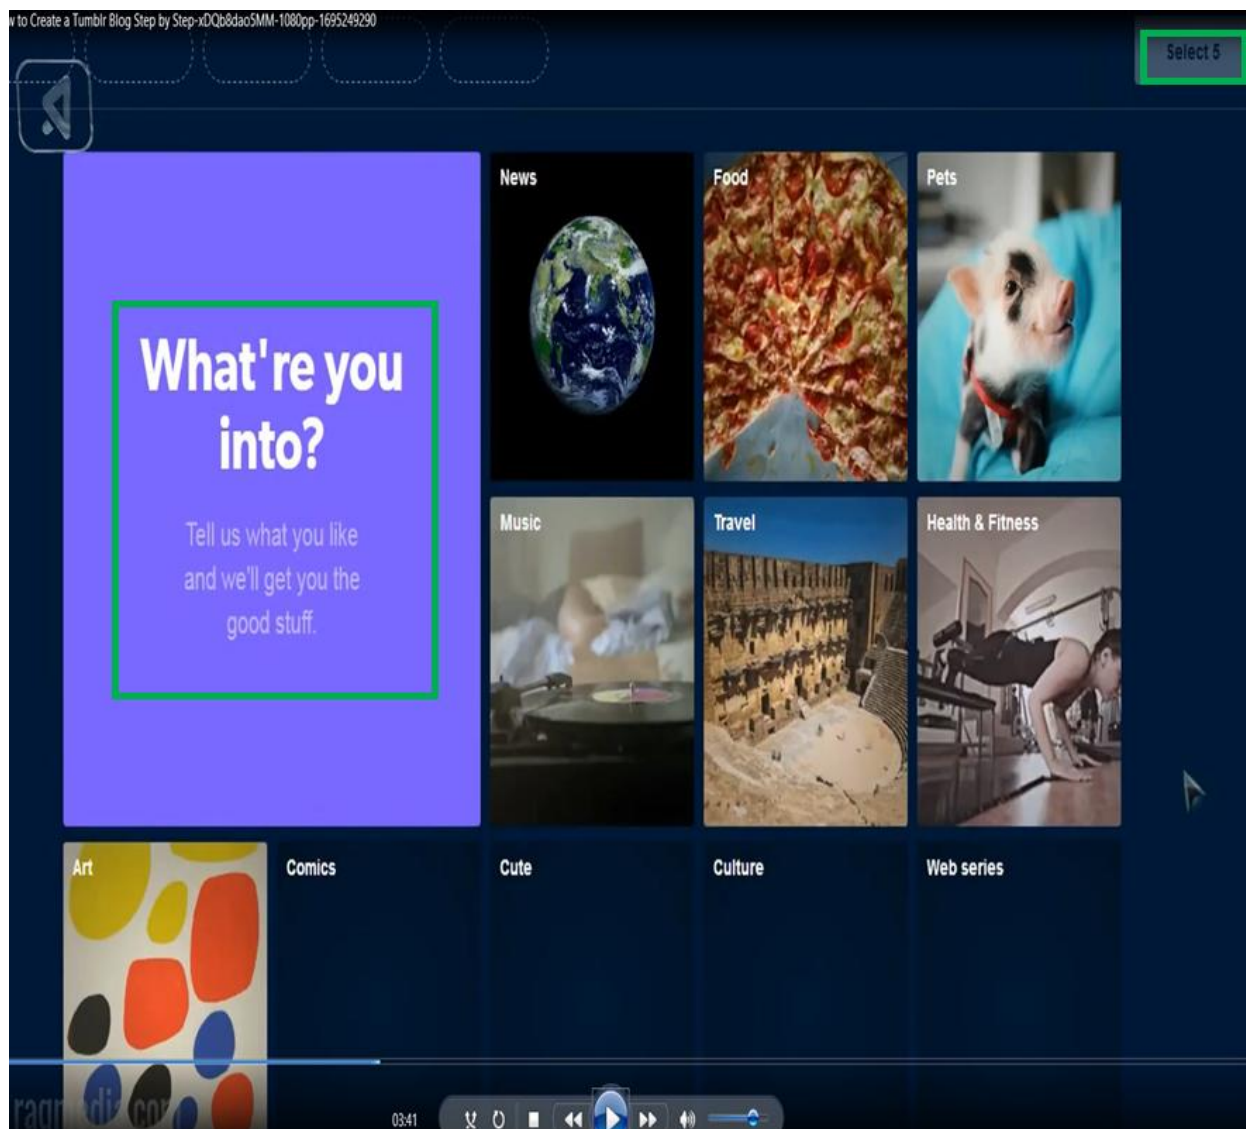 w to Create a Tumblr Blog Step by Step-xDQb8dao5MM-1080pp-1695249290
Select 5
News
Food
Pets
What're you
into?
Tell us what you like
and we'll get you the
good stuff.
Music
Travel
Health & Fitness
Art
Comics
Cute
Culture
Web series
ragmedia.com
03:41